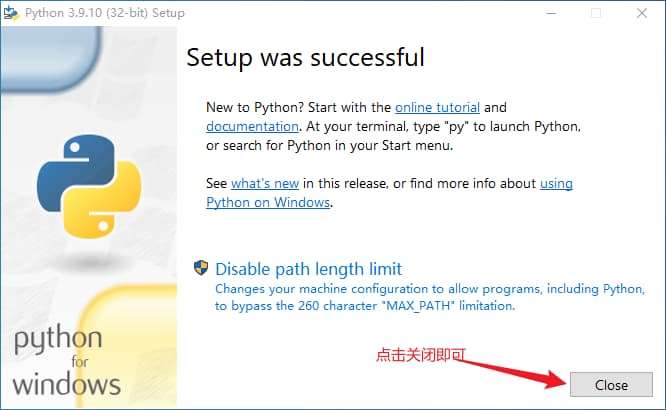 Python 3.9.10 (32-bit) Setup
Setup was successful
New to Python? Start with the online tutorial and
documentation. At your terminal, type "py" to launch Python,
or search for Python in your Start menu.
See what's new in this release, or find more info about using
Python on Windows.
Disable path length limit
Changes your machine configuration to allow programs, including Python,
to bypass the 260 character "MAX_PATH" limitation.
python
for
windows
点击关闭即可
Close